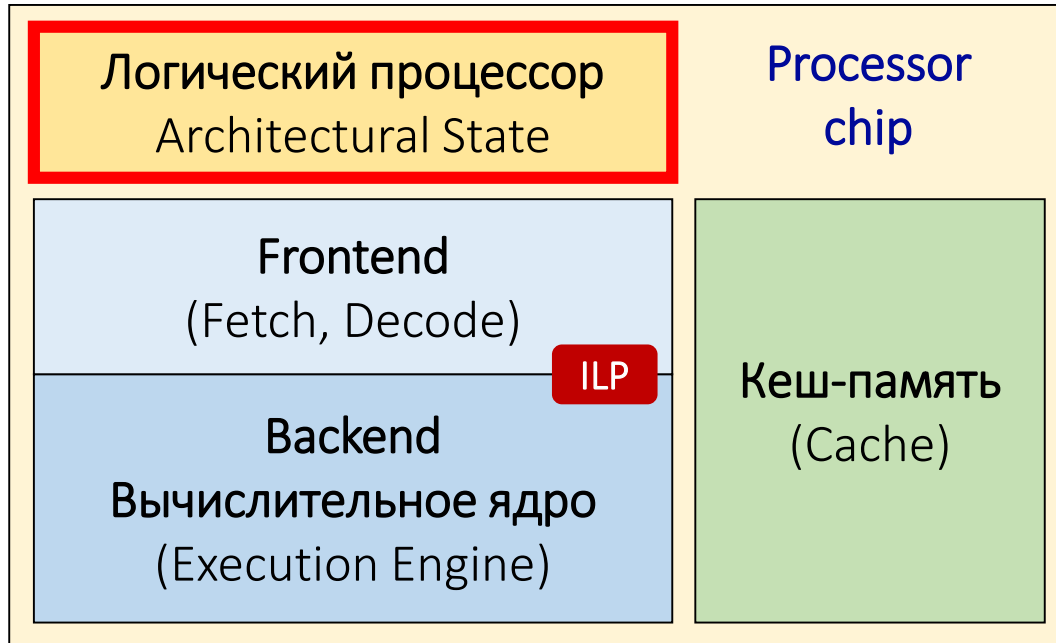 Логический процессор
Architectural State
Processor
chip
Frontend
(Fetch, Decode)
ILP
Backend
Вычислительное ядро
(Execution Engine)
Кеш-память
(Cache)